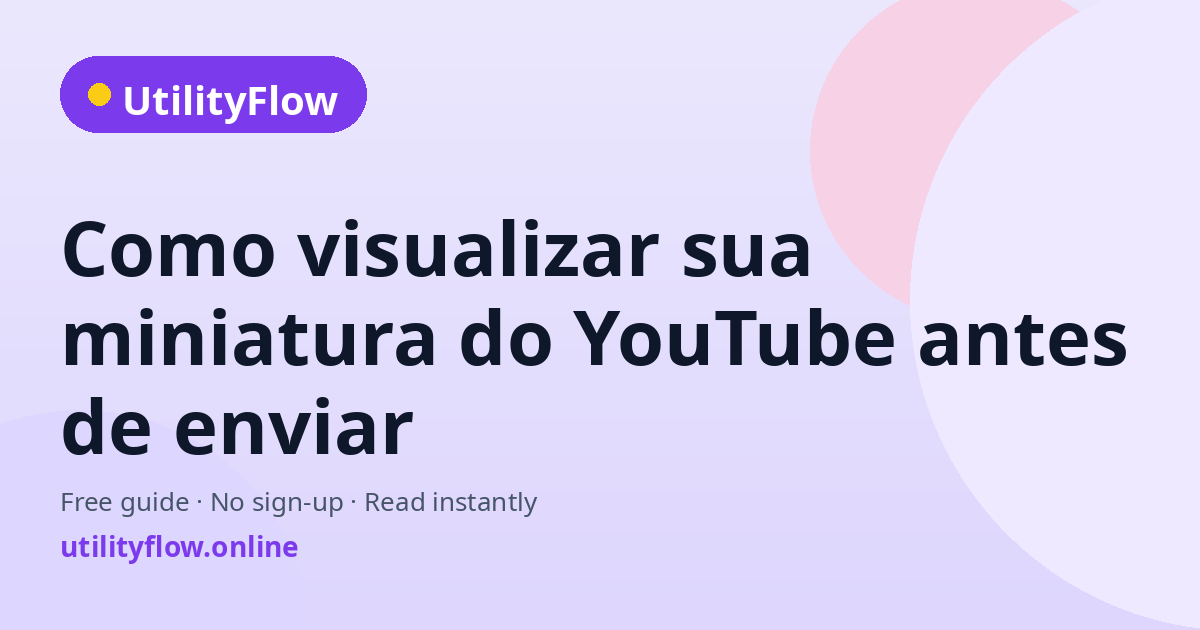 UtilityFlow
Como visualizar sua
miniatura do YouTube antes
de enviar
Free guide · No sign-up · Read instantly
utilityflow.online